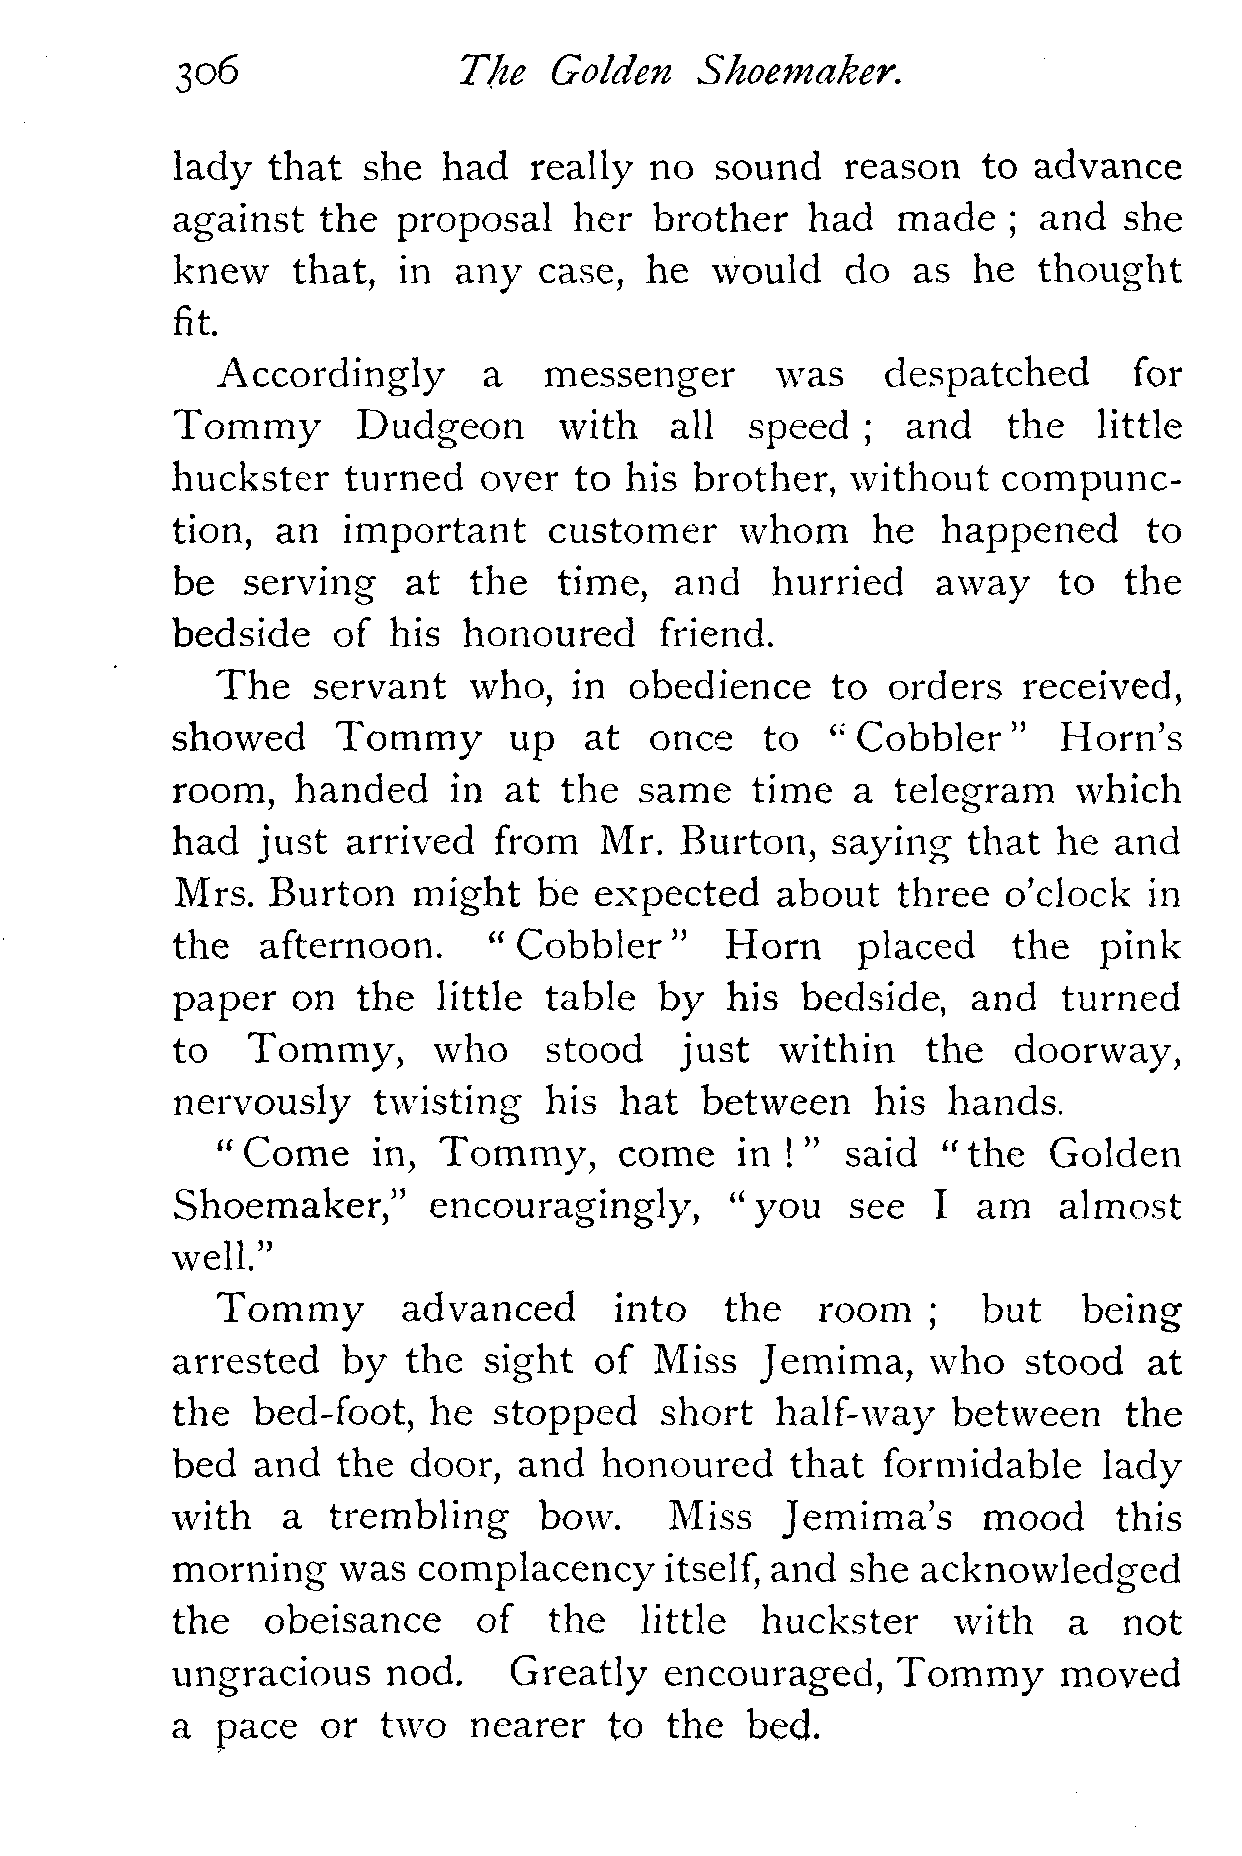 306 The Golden Shoemaker.
lady that she had really no sound reason to advance
against the proposal her brother had made ; and she
knew that, in any case, he would do as he thought
fit.
Accordingly a messenger was despatched for
Tommy Dudgeon with all speed ; and the little
huckster turned over to his brother, without compunc-
tion, an important customer whom he happened to
be serving at the time, and hurried away to the
bedside of his honoured friend.
The servant who, in obedience to orders received,
showed Tommy up at once to “ Cobbler ” Horn’s
room, handed in at the same time a telegram which
had just arrived from Mr. Burton, saying that he and
Mrs. Burton might be expected about three o’clock in
the afternoon. “ Cobbler ” Horn placed the pink
paper on the little table by his bedside, and turned
to Tommy, who stood just within the doorway,
nervously twisting his hat between his hands.
“ Come in, Tommy, come in ! ” said “ the Golden
Shoemaker,” encouragingly, “ you see I am almost
well.”
Tommy advanced into the room ; but being
arrested by the sight of Miss Jemima, who stood at
the bed-foot, he stopped short half-way between the
bed and the door, and honoured that formidable lady
with a trembling bow. Miss Jemima’s mood this
morning was complacency itself, and she acknowledged
the obeisance of the little huckster with a not
ungracious nod. Greatly encouraged, Tommy moved
a pace or two nearer to the bed.